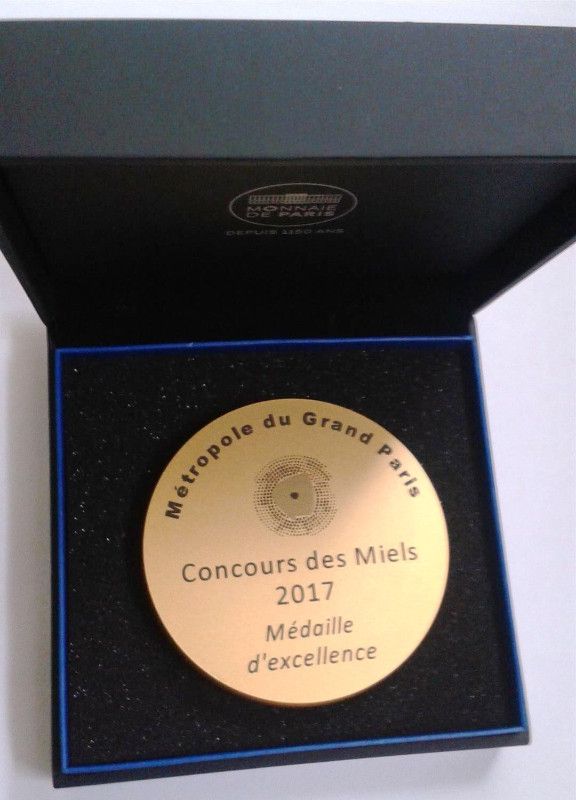 MONNAIE
DE PARIS
DEPUIS 1150 ANS
Métropole du Grand Paris
Concours des Miels
2017
Médaille
d'excellence